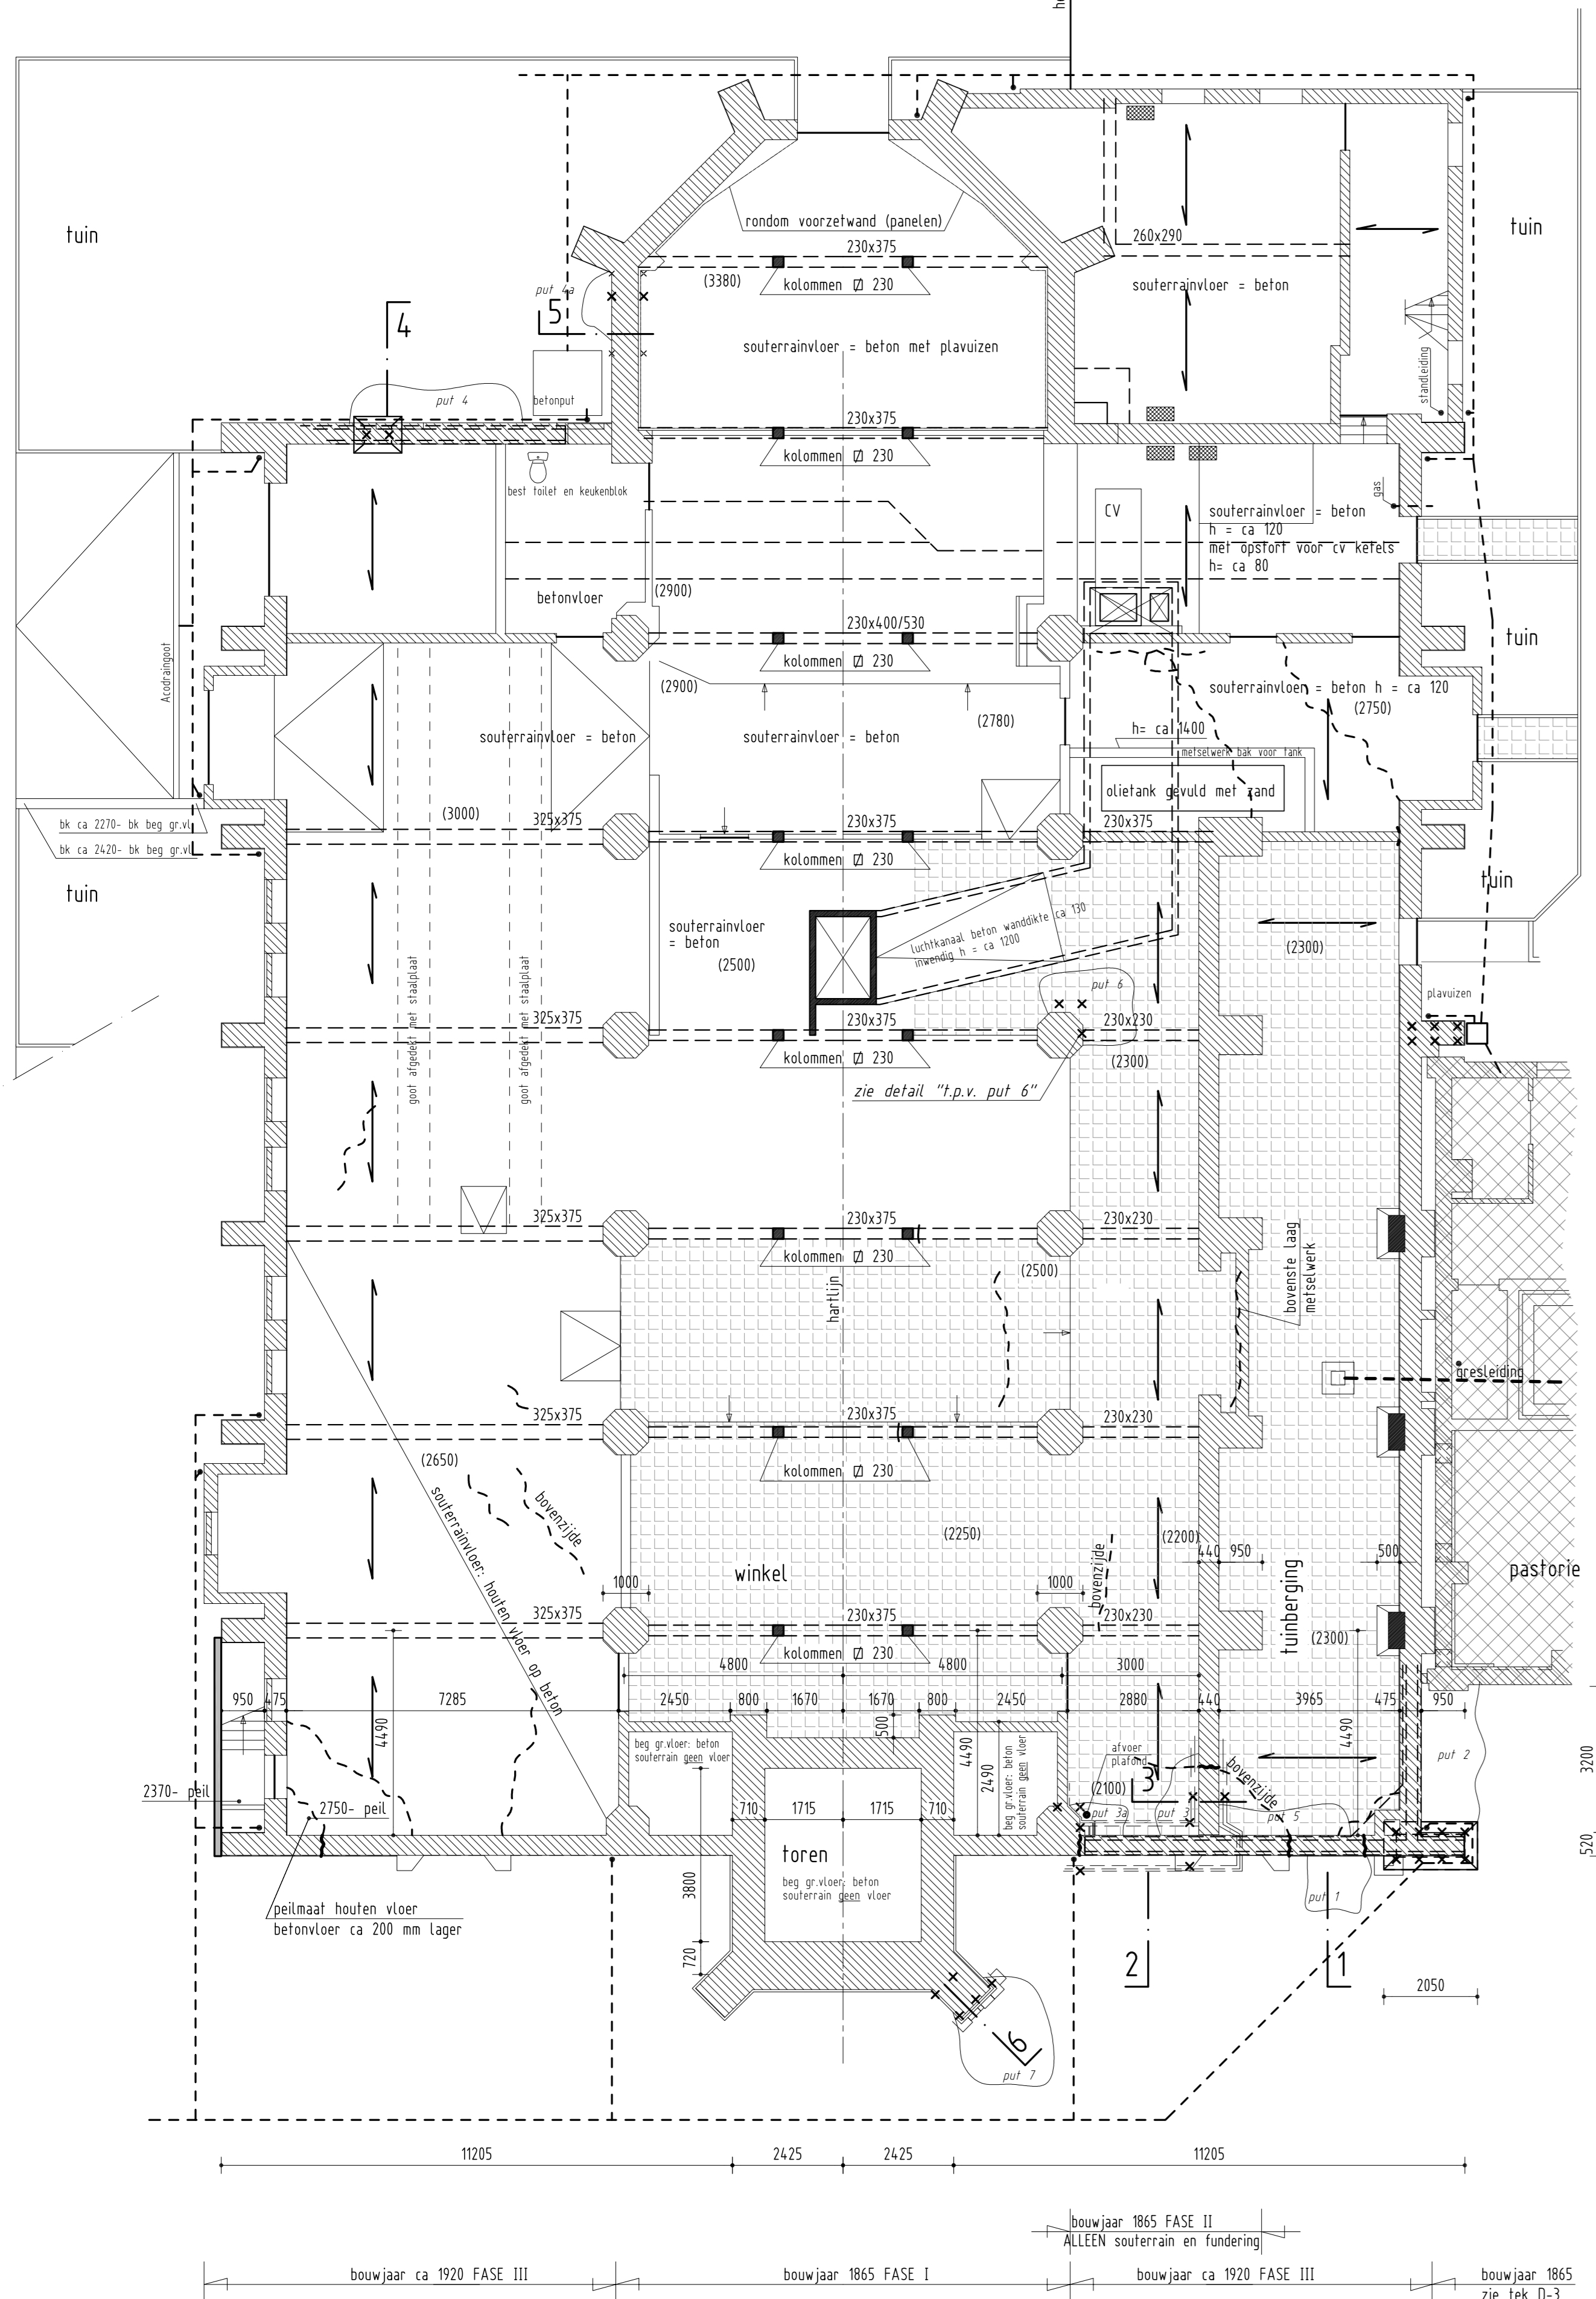 he
tuin
tuin
rondom voorzetwand (panelen)
230x375
260x290
(3380)
kolommen ⌀ 230
souterrainvloer = beton
put 4a
5
4
souterrainvloer = beton met plavuizen
standleiding
put 4
betonput
230x375
kolommen ⌀ 230
best toilet en keukenblok
CV
gas
souterrainvloer = beton
h = ca 120
met opstort voor cv ketels
h= ca 80
betonvloer
(2900)
230x400/530
tuin
kolommen ⌀ 230
Acodraingoot
(2900)
souterrainvloer = beton h = ca 120
(2750)
(2780)
h= ca 1400
souterrainvloer = beton
souterrainvloer = beton
metselwerk bak voor tank
olietank gevuld met zand
(3000)
bk ca 2270- bk beg gr.vl
bk ca 2420- bk beg gr.vl
325x375
230x375
230x375
kolommen ⌀ 230
tuin
tuin
souterrainvloer
= beton
(2500)
luchtkanaal beton wanddikte ca 130
inwendig h = ca 1200
(2300)
goot afgedekt met staalplaat
goot afgedekt met staalplaat
put 6
plavuizen
325x375
230x375
230x230
kolommen ⌀ 230
(2300)
zie detail "t.p.v. put 6"
325x375
230x375
230x230
kolommen ⌀ 230
(2500)
hartlijn
bovenste laag
metselwerk
gresleiding
325x375
230x375
230x230
(2650)
kolommen ⌀ 230
souterrainvloer: houten vloer op beton
bovenzijde
(2250)
(2200)
bovenzijde
440
950
500
winkel
tuinberging
pastorie
1000
1000
325x375
230x375
230x230
kolommen ⌀ 230
(2300)
4800
4800
3000
950
475
7285
2450
800
1670
1670
800
2450
2880
440
3965
475
950
4490
500
4490
2490
4490
3200
beg gr.vloer: beton
souterrain geen vloer
beg gr.vloer: beton
souterrain geen vloer
afvoer
plafond
bovenzijde
put 2
2370- peil
2750- peil
(2100)
3
710
1715
1715
710
put 3a
put 3
put 5
520
toren
3800
beg gr.vloer: beton
souterrain geen vloer
put 1
peilmaat houten vloer
betonvloer ca 200 mm lager
720
2
1
2050
6
put 7
11205
2425
2425
11205
bouwjaar 1865 FASE II
ALLEEN souterrain en fundering
bouwjaar ca 1920 FASE III
bouwjaar 1865 FASE I
bouwjaar ca 1920 FASE III
bouwjaar 1865
zie tek D-3